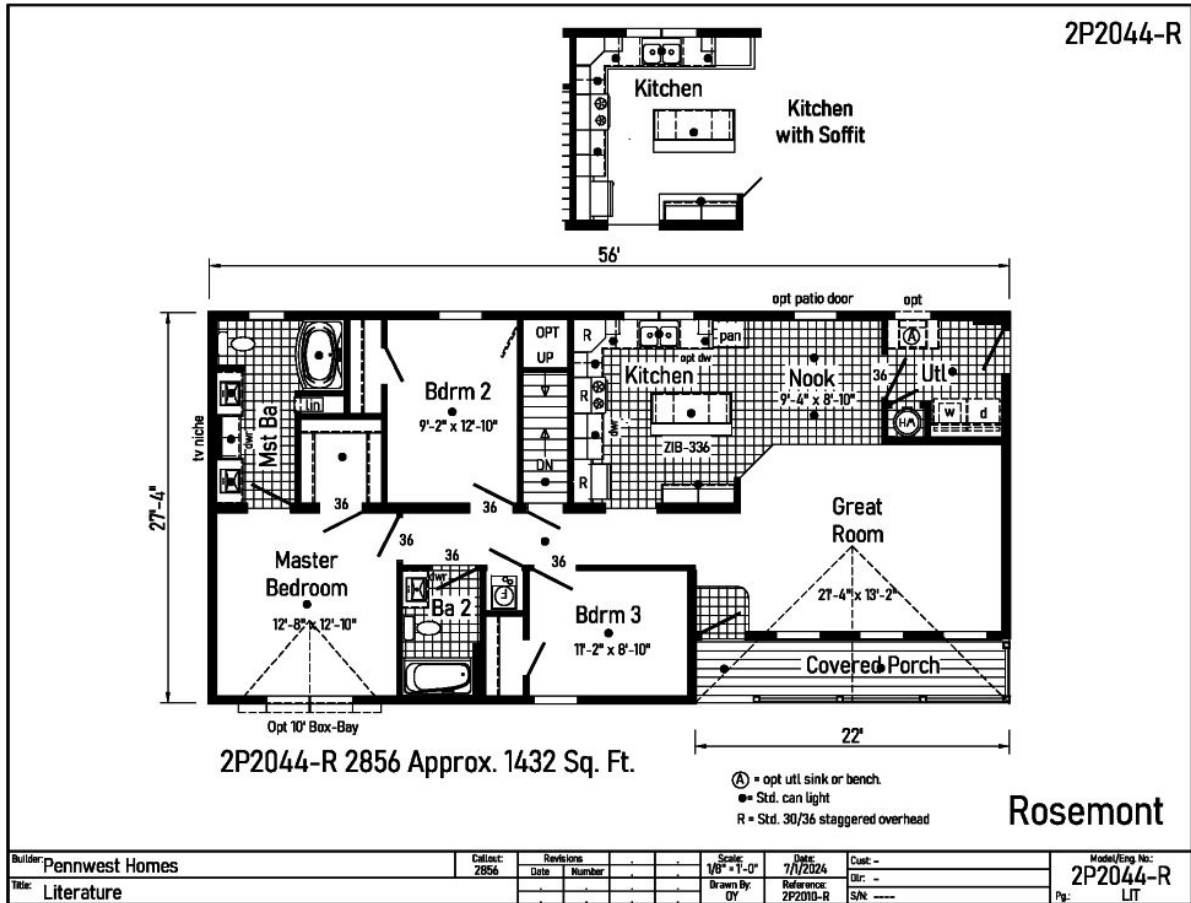 2P2044-R
Kitchen
Kitchen
with Soffit
56'
opt patio door
opt
OPT
UP
R
pan
A
opt dw
Kitchen
Nook
9'-4" x 8'-10"
36
Utl
Bdrm 2
9'-2" x 12'-10"
lin
tv niche
dwr
Mst Ba
R
w
d
HW
dwr
ZIB-336
DN
R
27'-4"
36
36
Great
Room
21'-4" x 13'-2"
36
36
36
Master
Bedroom
12'-8" x 12'-10"
dwr
Ba 2
F
Bdrm 3
11'-2" x 8'-10"
Covered Porch
Opt 10' Box-Bay
22'
2P2044-R 2856 Approx. 1432 Sq. Ft.
A = opt utl sink or bench.
= Std. can light
R = Std. 30/36 staggered overhead
Rosemont
Builder: Pennwest Homes
Callout:
2856
Revisions
Date Number
Scale:
1/8" = 1'-0"
Date:
7/1/2024
Cust: -
Dlr: -
S/N: ----
Model/Eng. No.:
2P2044-R
Title: Literature
Drawn By:
OY
Reference:
2P2010-R
Pg.: LIT